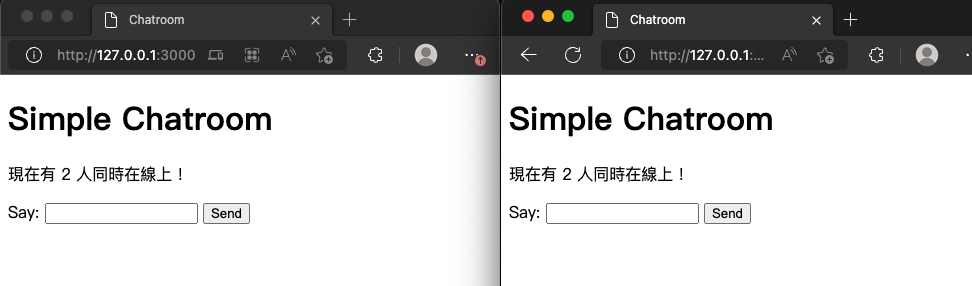 Chatroom
http://127.0.0.1:3000
Simple Chatroom
現在有 2 人同時在線上！
Say:
Send
Chatroom
http://127.0.0.1:...
Simple Chatroom
現在有 2 人同時在線上！
Say:
Send